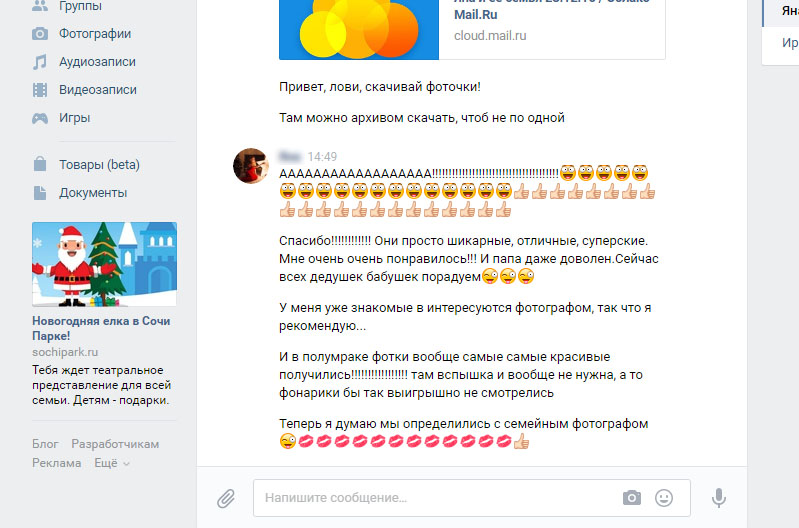 Группы
Фотографии
Аудиозаписи
Видеозаписи
Игры
Товары (beta)
Документы
Новогодняя елка в Сочи
Парке!
sochipark.ru
Тебя ждет театральное
представление для всей
семьи. Детям - подарки.
Блог Разработчикам
Реклама Ещё
Mail.Ru
cloud.mail.ru
Привет, лови, скачивай фоточки!
Там можно архивом скачать, чтоб не по одной
14:49
АААААААААААААААААА!!!!!!!!!!!!!!!!!!!!!!!!!!!!!!!!!!!!!!!!
Спасибо!!!!!!!!!!!! Они просто шикарные, отличные, суперские.
Мне очень очень понравилось!!! И папа даже доволен.Сейчас
всех дедушек бабушек порадуем
У меня уже знакомые в интересуются фотографом, так что я
рекомендую...
И в полумраке фотки вообще самые самые красивые
получились!!!!!!!!!!!!!!!!! там вспышка и вообще не нужна, а то
фонарики бы так выигрышно не смотрелись
Теперь я думаю мы определились с семейным фотографом
Напишите сообщение...